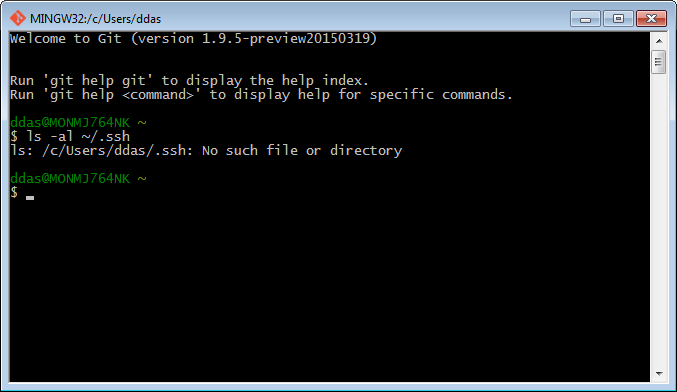 MINGW32:/c/Users/ddas
Welcome to Git (version 1.9.5-preview20150319)
Run 'git help git' to display the help index.
Run 'git help <command>' to display help for specific commands.
ddas@MONMJ764NK ~
$ ls -al ~/.ssh
ls: /c/Users/ddas/.ssh: No such file or directory
ddas@MONMJ764NK ~
$